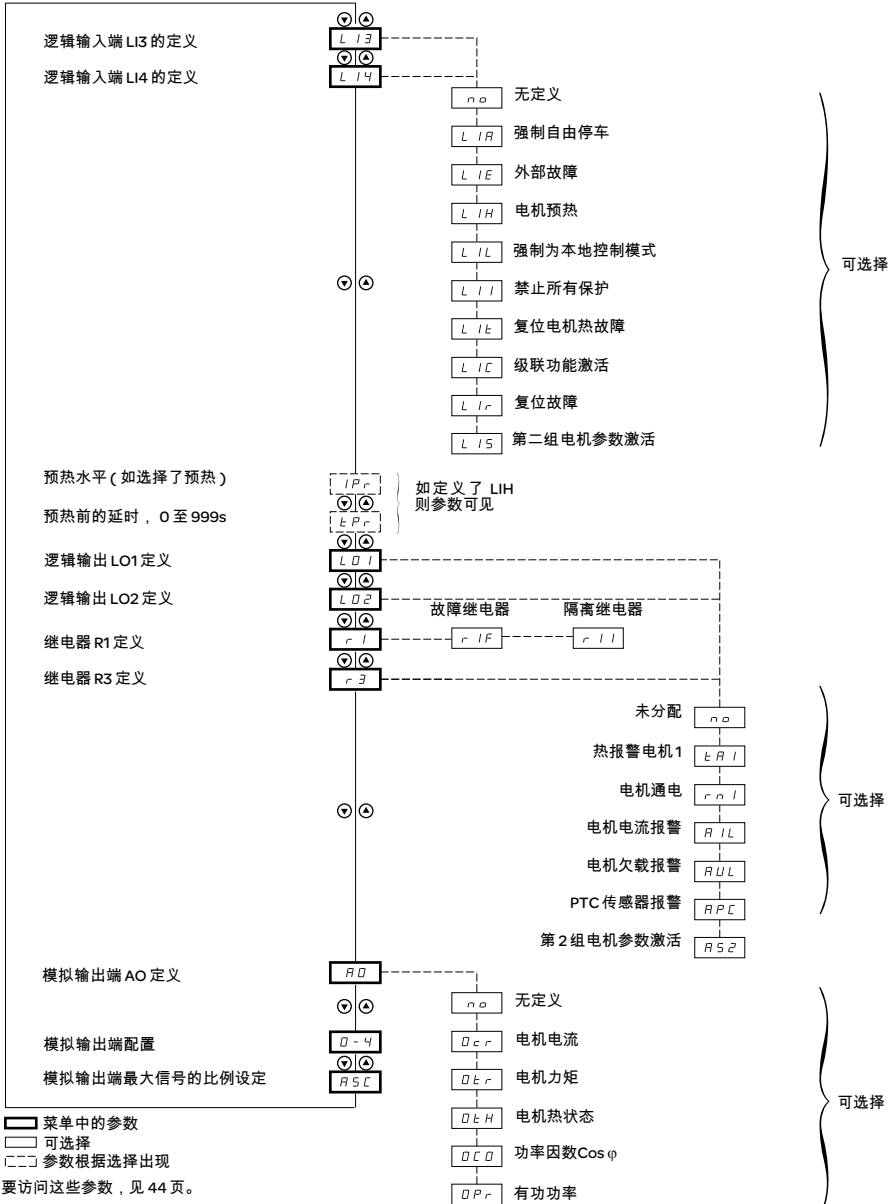 逻辑输入端 LI3 的定义 LI3
逻辑输入端 LI4 的定义 LI4
no 无定义
LIA 强制自由停车
LIE 外部故障
LIH 电机预热
LIL 强制为本地控制模式
可选择
LII 禁止所有保护
LIt 复位电机热故障
LIC 级联功能激活
LIr 复位故障
LIS 第二组电机参数激活
预热水平 ( 如选择了预热 ) IPr
如定义了 LIH
则参数可见
预热前的延时 , 0 至 999s tPr
逻辑输出 LO1 定义 LO1
逻辑输出 LO2 定义 LO2
故障继电器 隔离继电器
继电器 R1 定义 r1 rIF rII
继电器 R3 定义 r3
未分配 no
热报警电机1 tA1
电机通电 rn1
可选择
电机电流报警 AIL
电机欠载报警 AUL
PTC 传感器报警 APC
第 2 组电机参数激活 AS2
模拟输出端 AO 定义 AO
no 无定义
模拟输出端配置 0-4
Ocr 电机电流
模拟输出端最大信号的比例设定 ASC
Otr 电机力矩
OtH 电机热状态
可选择
OCO 功率因数Cos φ
OPr 有功功率
菜单中的参数
可选择
参数根据选择出现
要访问这些参数 , 见 44 页。